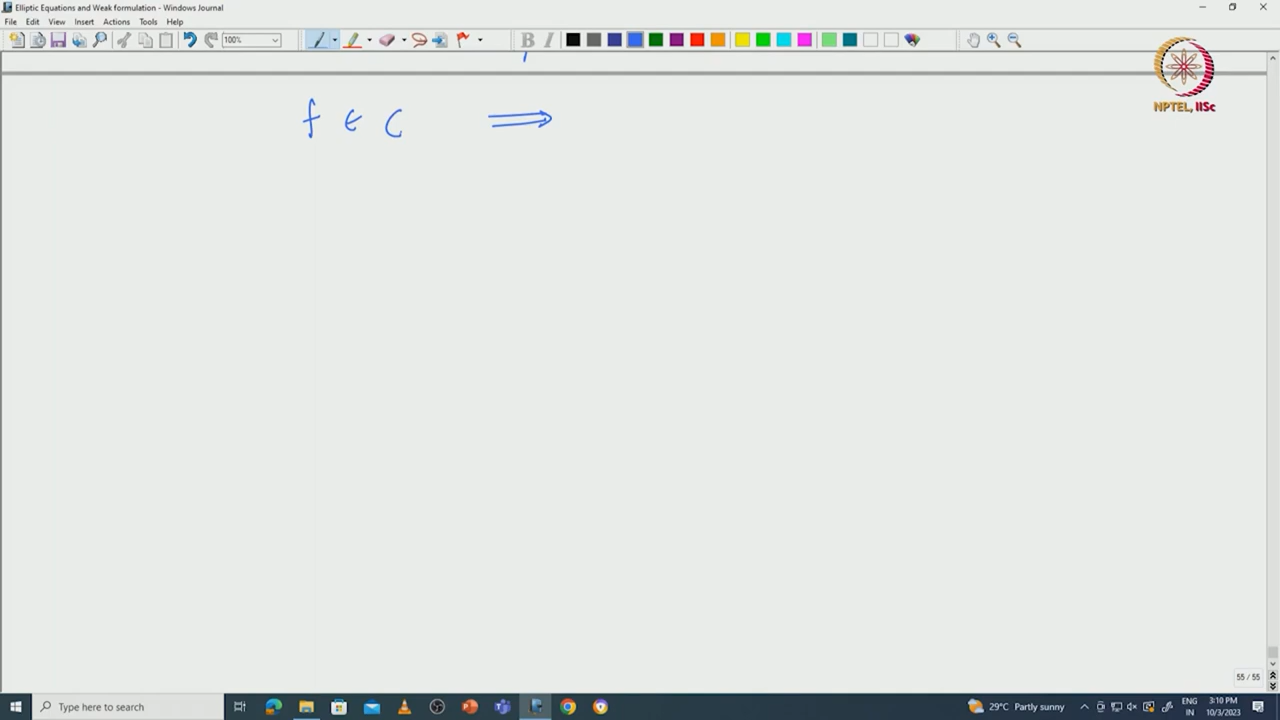 Elliptic Equations and Weak formulation - Windows Journal
File Edit View Insert Actions Tools Help
100% B I
NPTEL, IISc
f ∈ C ⟹
55 / 55
Type here to search
29°C Partly sunny
ENG 3:10 PM
IN 10/3/2023